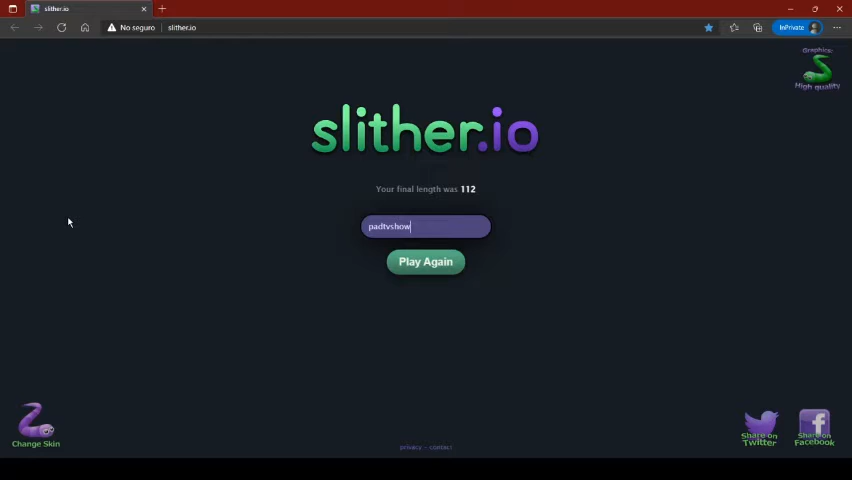 slither.io
No seguro
slither.io
InPrivate
Graphics:
High quality
slither.io
Your final length was 112
padtvshow
Play Again
Change Skin
Share on
Twitter
Share on
Facebook
privacy - contact